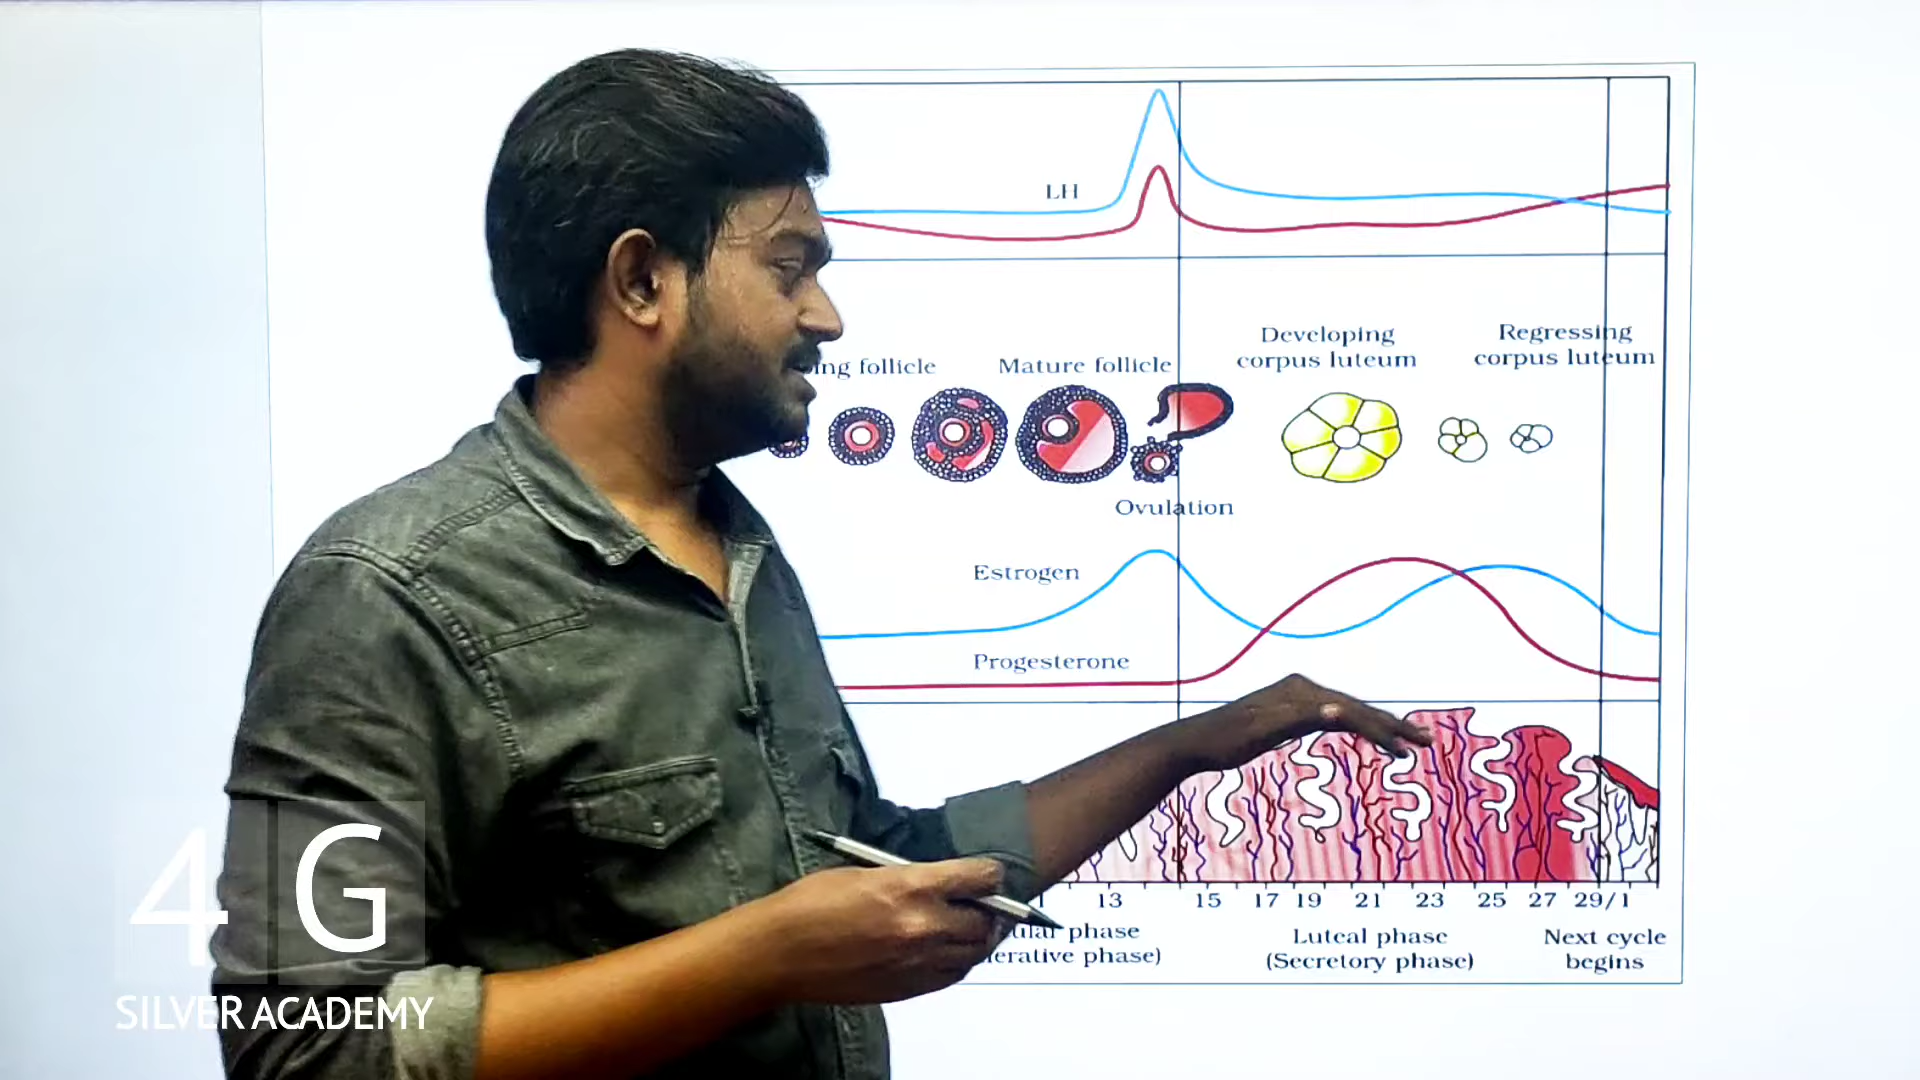 LH
Developing
corpus luteum
Regressing
corpus luteum
follicle
Mature follicle
Ovulation
Estrogen
Progesterone
13 15 17 19 21 23 25 27 29/1
phase
phase)
Luteal phase
(Secretory phase)
Next cycle
begins
4G
SILVER ACADEMY